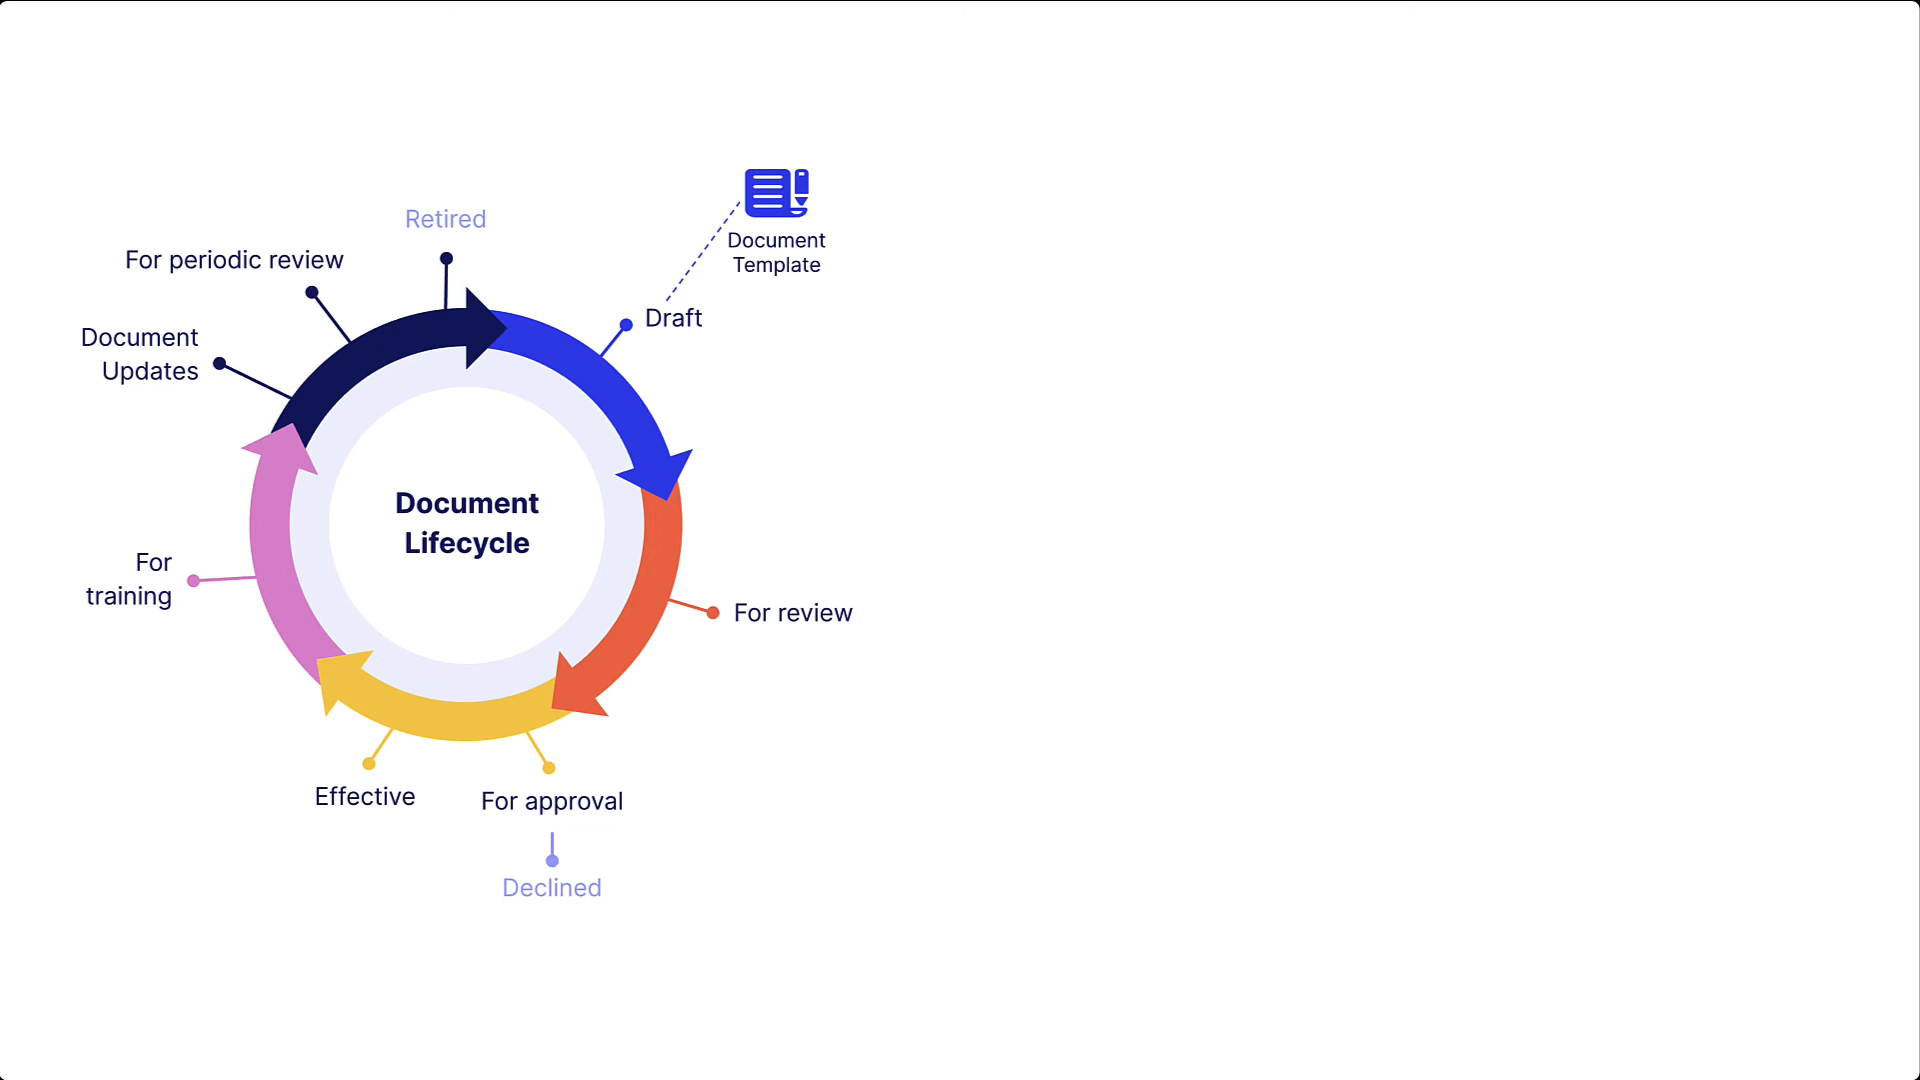 Document
Template
Retired
For periodic review
Draft
Document
Updates
Document
Lifecycle
For
training
For review
Effective
For approval
Declined